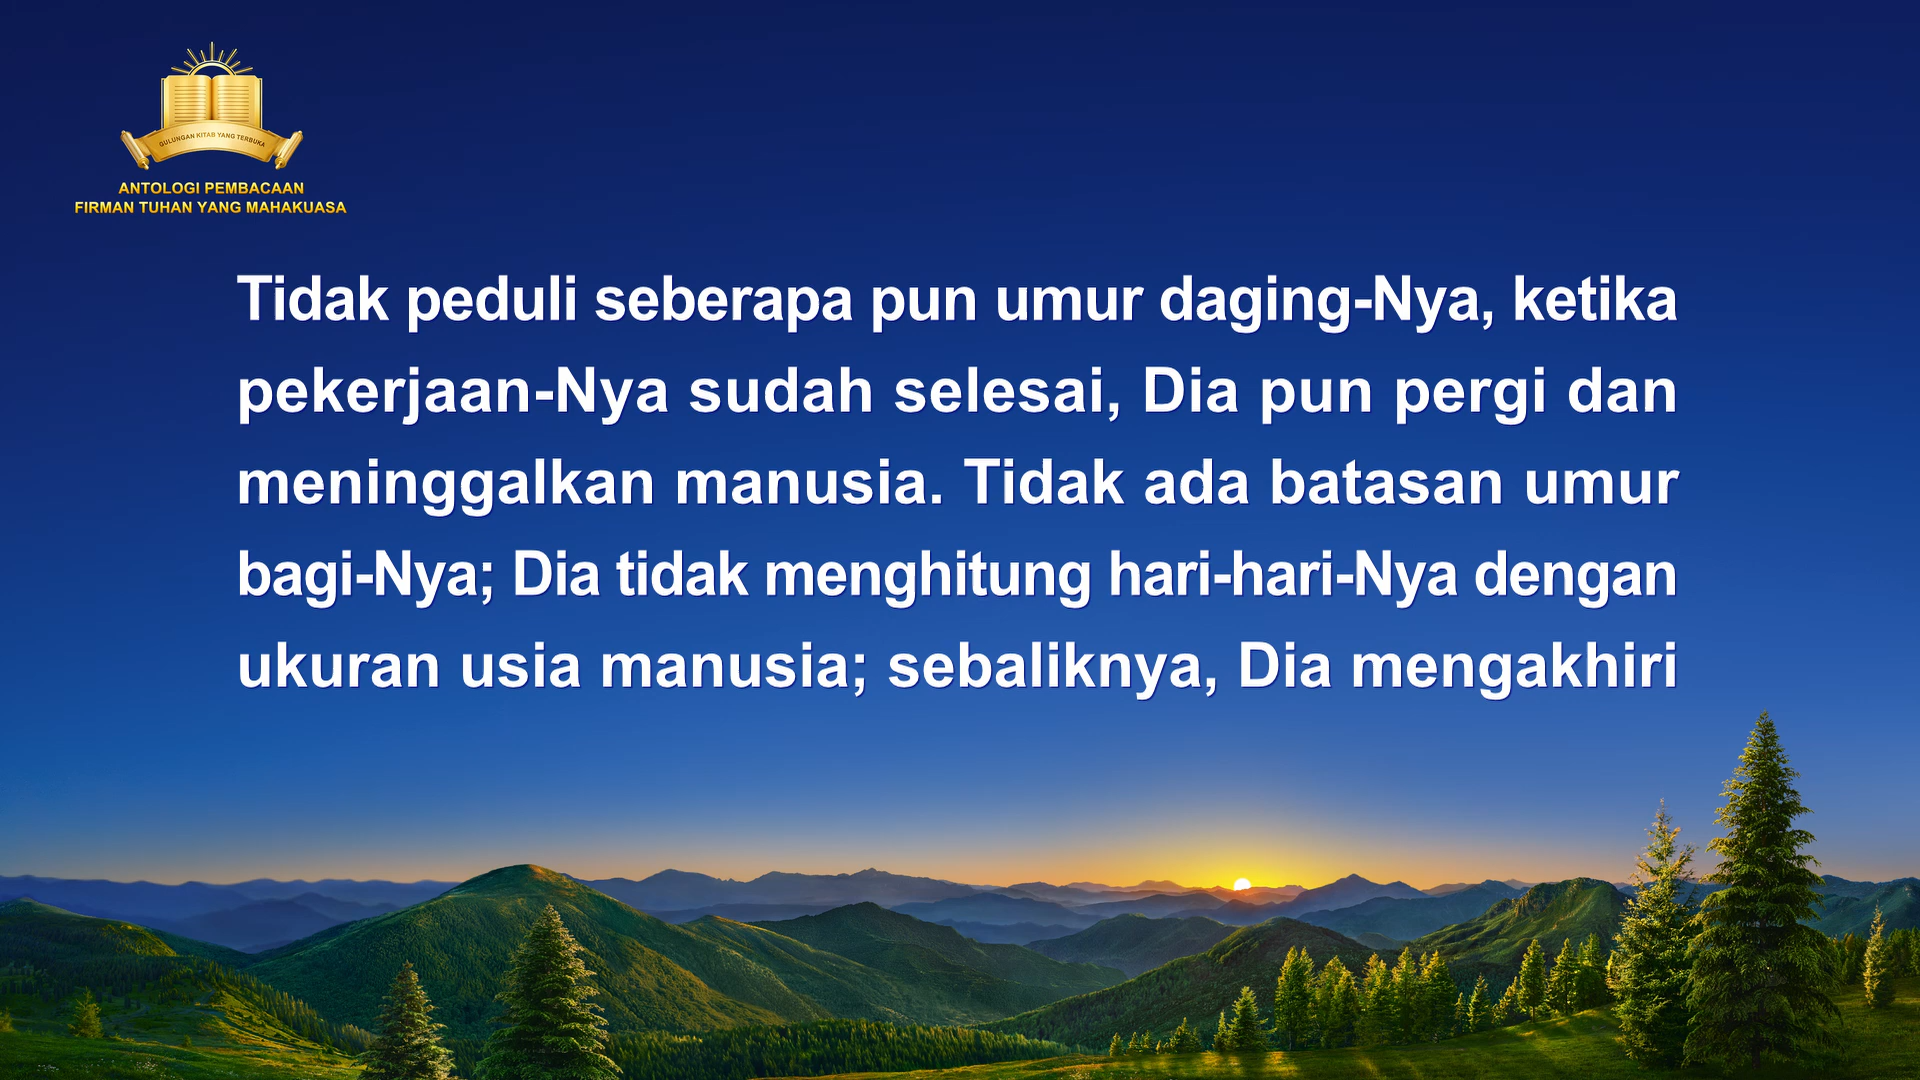 GULUNGAN KITAB YANG TERBUKA
ANTOLOGI PEMBACAAN
FIRMAN TUHAN YANG MAHAKUASA
Tidak peduli seberapa pun umur daging-Nya, ketika
pekerjaan-Nya sudah selesai, Dia pun pergi dan
meninggalkan manusia. Tidak ada batasan umur
bagi-Nya; Dia tidak menghitung hari-hari-Nya dengan
ukuran usia manusia; sebaliknya, Dia mengakhiri